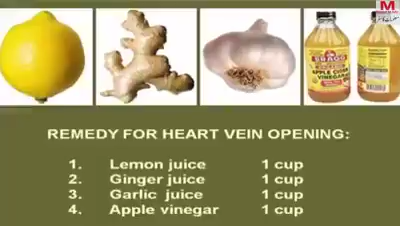 M
BRAGG
APPLE CIDER
VINEGAR
REMEDY FOR HEART VEIN OPENING:
1. Lemon juice 1 cup
2. Ginger juice 1 cup
3. Garlic juice 1 cup
4. Apple vinegar 1 cup